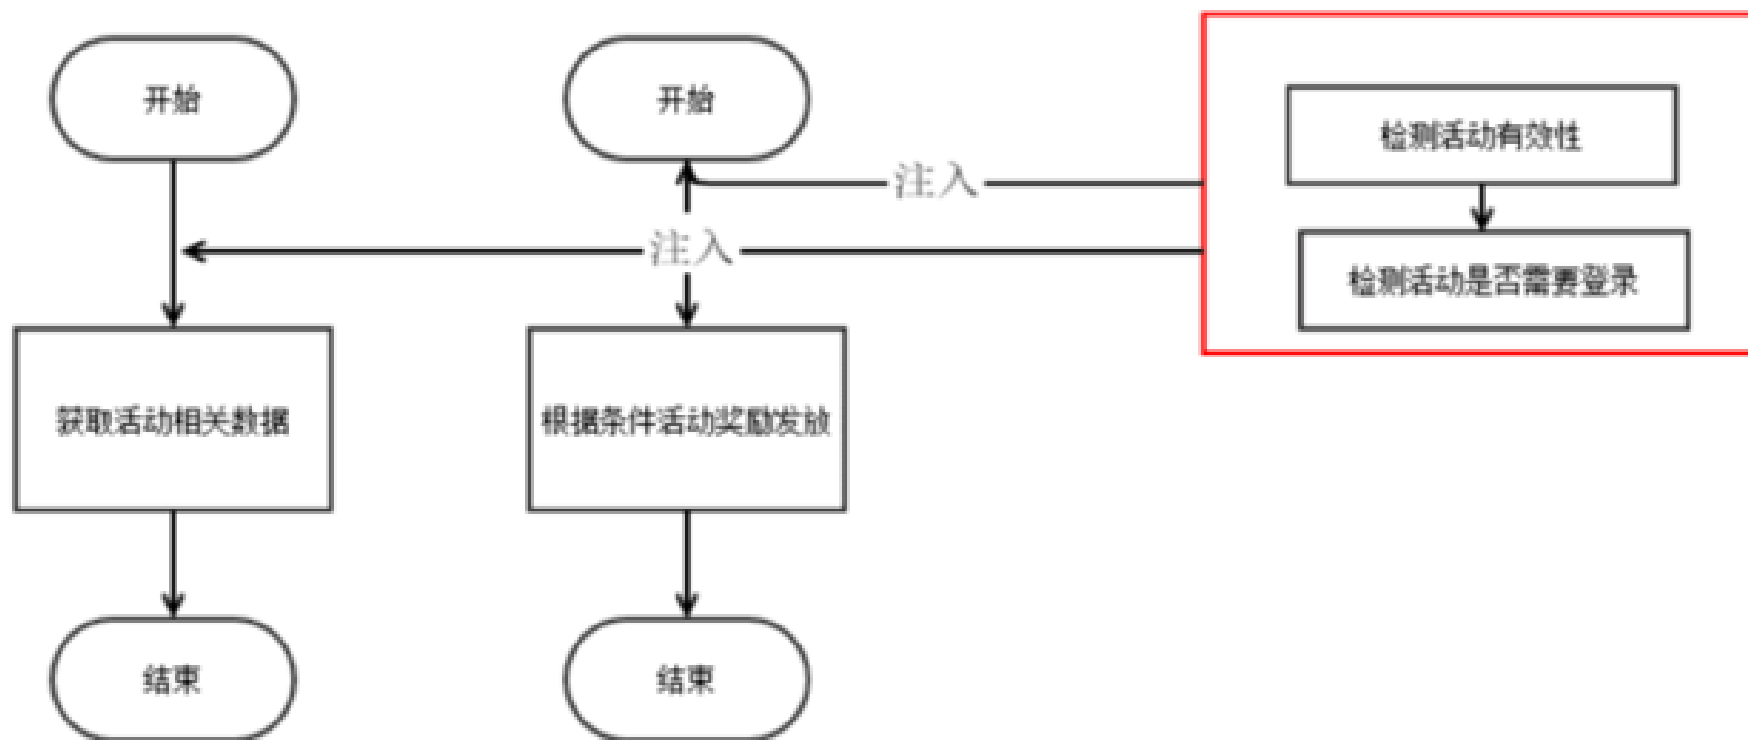 开始
开始
检测活动有效性
注入
注入
检测活动是否需要登录
获取活动相关数据
根据条件活动奖励发放
结束
结束